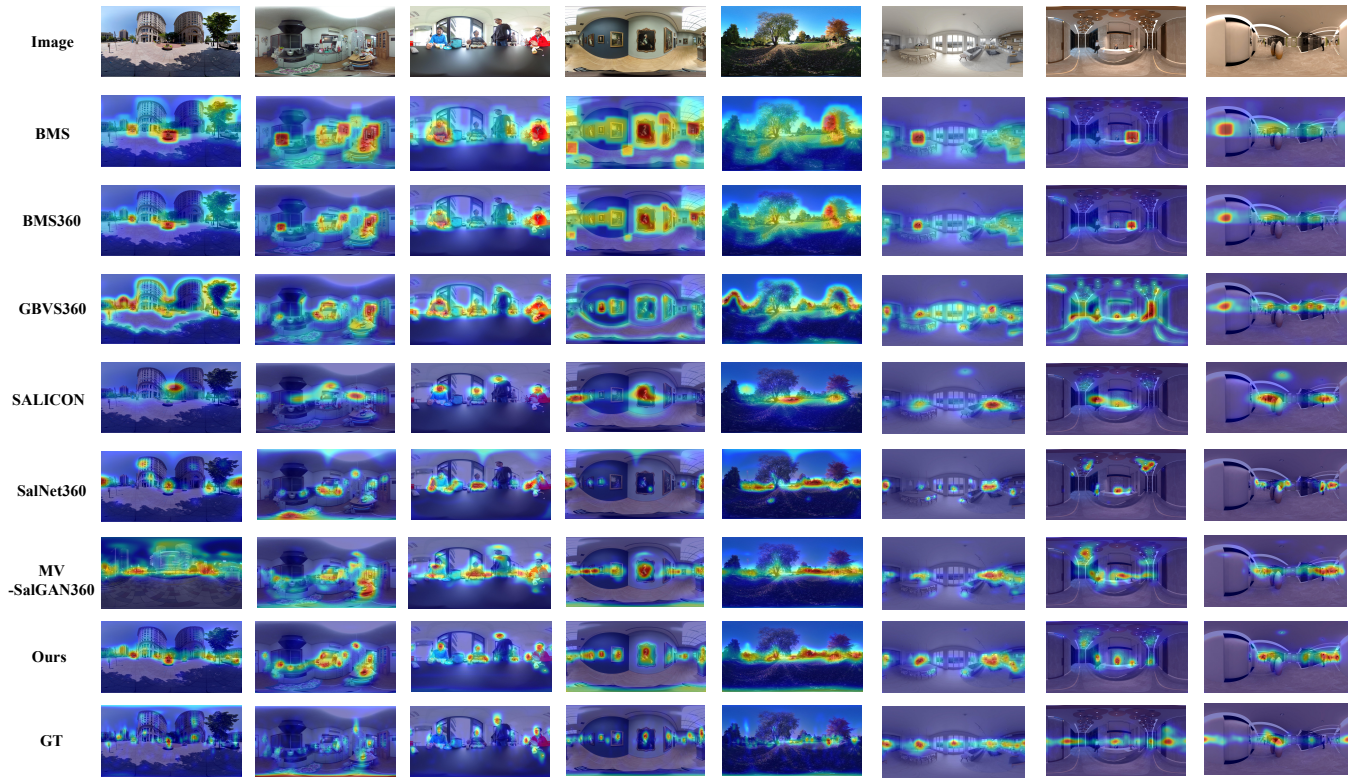 Image
BMS
BMS360
GBVS360
SALICON
SalNet360
MV
-SalGAN360
Ours
GT